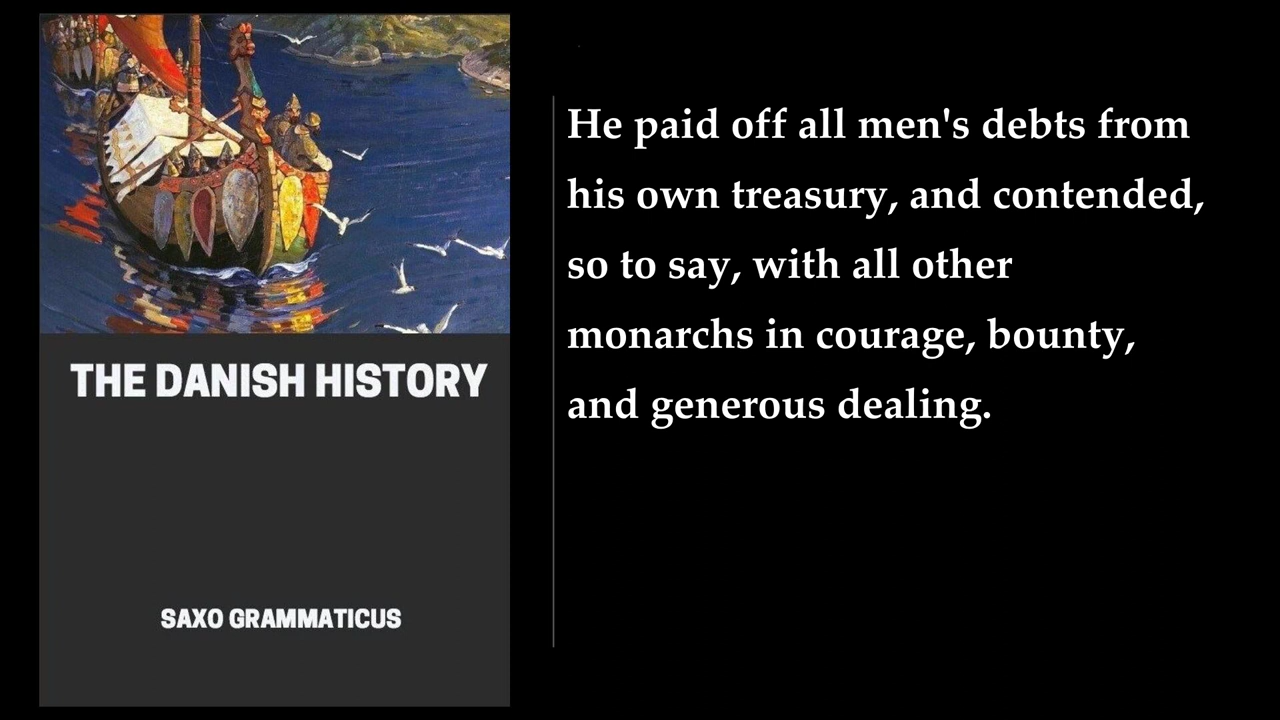 THE DANISH HISTORY
SAXO GRAMMATICUS
He paid off all men's debts from
his own treasury, and contended,
so to say, with all other
monarchs in courage, bounty,
and generous dealing.